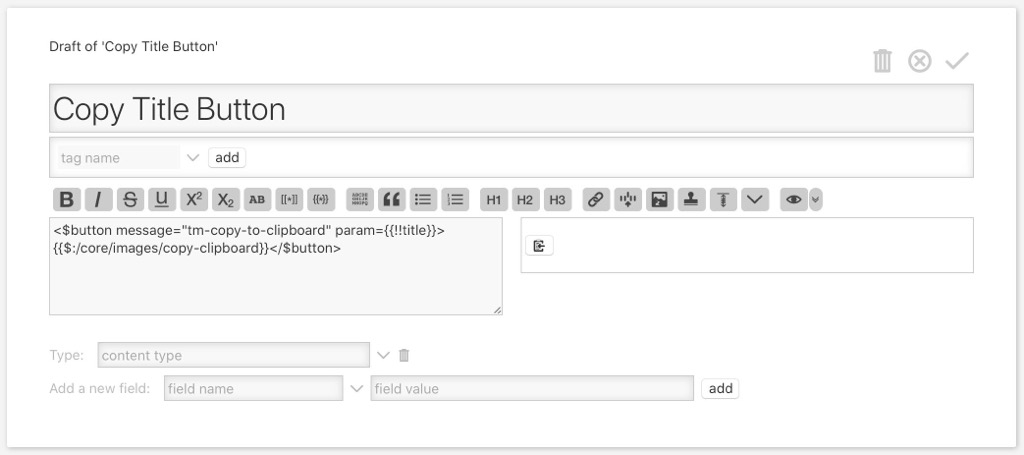 Draft of 'Copy Title Button'
Copy Title Button
tag name add
B I S U X² X₂ AB [[•]] {{•}} H1 H2 H3
<$button message="tm-copy-to-clipboard" param={{!!title}}>
{{$:/core/images/copy-clipboard}}</$button>
Type: content type
Add a new field: field name field value add